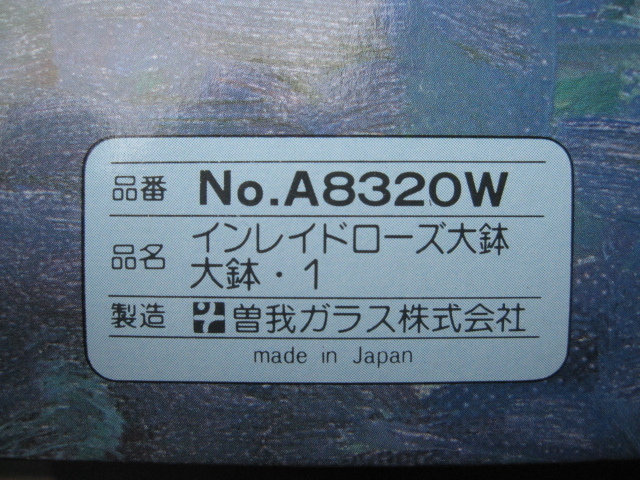 品番 No.A8320W
品名 インレイドローズ大鉢
大鉢・1
製造 曽我ガラス株式会社
made in Japan